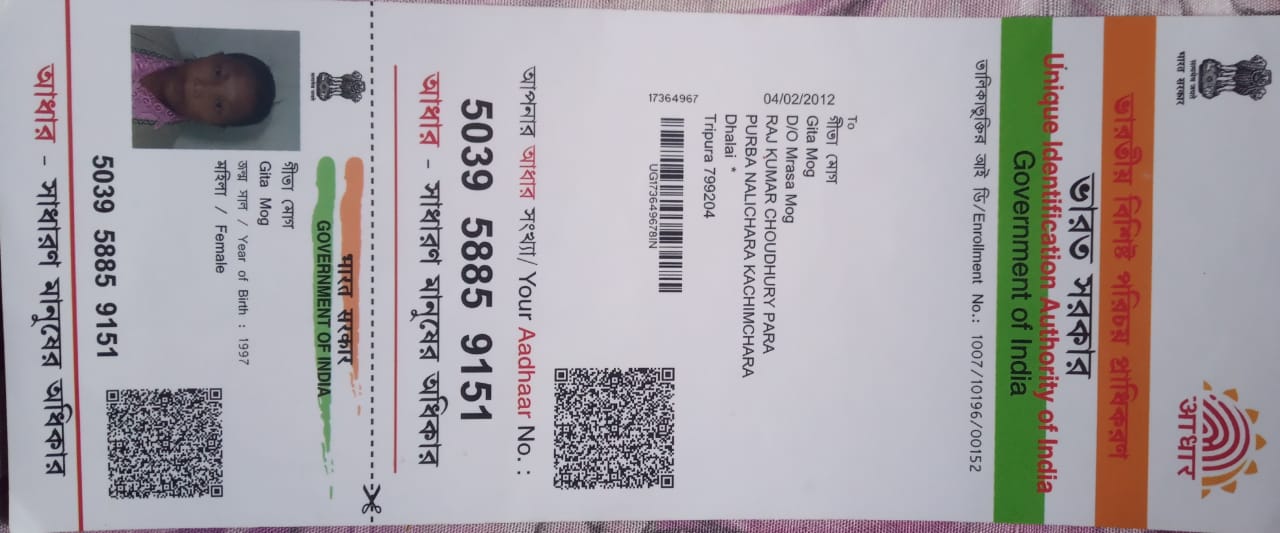 सत्यमेव जयते
भारत सरकार
आधार
ভারতীয় বিশিষ্ট পরিচয় প্রাধিকরণ
ভারত সরকার
Unique Identification Authority of India
Government of India
তালিকাভুক্তির আই ডি/Enrollment No.: 1007/10196/00152
To
গীতা মোগ
Gita Mog
D/O Mrasa Mog
RAJ KUMAR CHOUDHURY PARA
PURBA NALICHARA KACHIMCHARA
Dhalai *
Tripura 799204
04/02/2012
17364967
UG173649678IN
আপনার আধার সংখ্যা/ Your Aadhaar No. :
5039 5885 9151
আধার - সাধারণ মানুষের অধিকার
सत्यमेव जयते
भारत सरकार
GOVERNMENT OF INDIA
গীতা মোগ
Gita Mog
জন্ম সাল / Year of Birth : 1997
মহিলা / Female
5039 5885 9151
আধার - সাধারণ মানুষের অধিকার